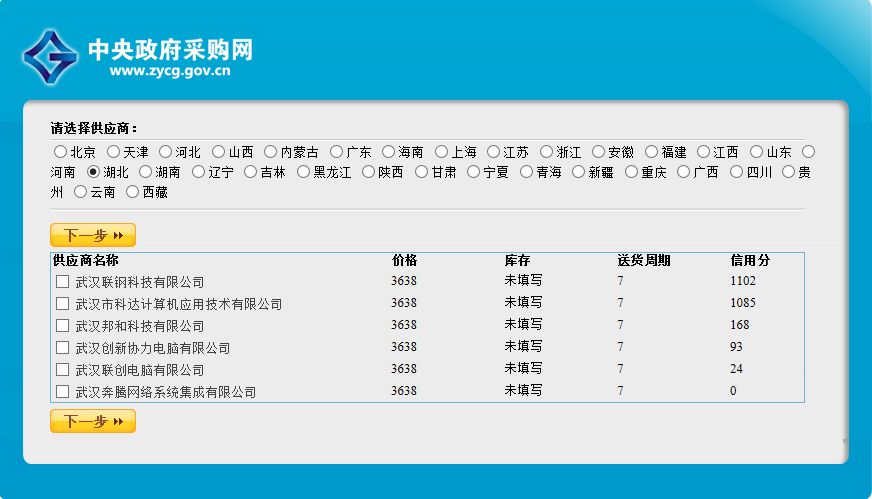 中央政府采购网
www.zycg.gov.cn
请选择供应商：
北京 天津 河北 山西 内蒙古 广东 海南 上海 江苏 浙江 安徽 福建 江西 山东
河南 湖北 湖南 辽宁 吉林 黑龙江 陕西 甘肃 宁夏 青海 新疆 重庆 广西 四川 贵
州 云南 西藏
下一步
供应商名称 价格 库存 送货周期 信用分
武汉联钢科技有限公司 3638 未填写 7 1102
武汉市科达计算机应用技术有限公司 3638 未填写 7 1085
武汉邦和科技有限公司 3638 未填写 7 168
武汉创新协力电脑有限公司 3638 未填写 7 93
武汉联创电脑有限公司 3638 未填写 7 24
武汉奔腾网络系统集成有限公司 3638 未填写 7 0
下一步